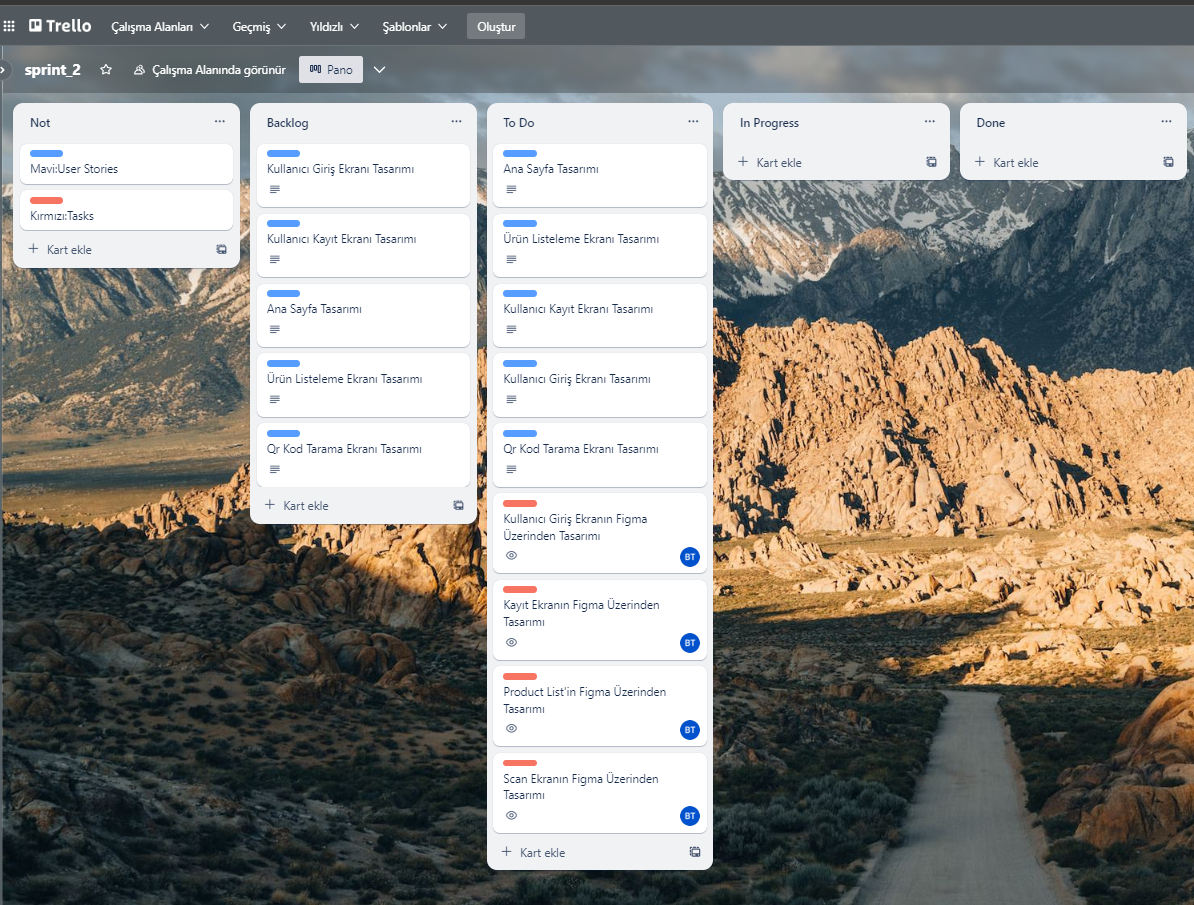 Trello
Çalışma Alanları
Geçmiş
Yıldızlı
Şablonlar
Oluştur
sprint_2
Çalışma Alanında görünür
Pano
Not
Mavi:User Stories
Kırmızı:Tasks
Kart ekle
Backlog
Kullanıcı Giriş Ekranı Tasarımı
Kullanıcı Kayıt Ekranı Tasarımı
Ana Sayfa Tasarımı
Ürün Listeleme Ekranı Tasarımı
Qr Kod Tarama Ekranı Tasarımı
Kart ekle
To Do
Ana Sayfa Tasarımı
Ürün Listeleme Ekranı Tasarımı
Kullanıcı Kayıt Ekranı Tasarımı
Kullanıcı Giriş Ekranı Tasarımı
Qr Kod Tarama Ekranı Tasarımı
Kullanıcı Giriş Ekranın Figma
Üzerinden Tasarımı
BT
Kayıt Ekranın Figma Üzerinden
Tasarımı
BT
Product List'in Figma Üzerinden
Tasarımı
BT
Scan Ekranın Figma Üzerinden
Tasarımı
BT
Kart ekle
In Progress
Kart ekle
Done
Kart ekle